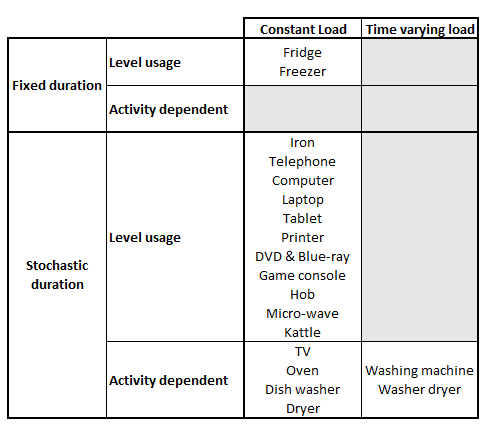 Constant Load Time varying load
Fixed duration
Level usage
Fridge
Freezer
Activity dependent
Stochastic
duration
Level usage
Iron
Telephone
Computer
Laptop
Tablet
Printer
DVD & Blue-ray
Game console
Hob
Micro-wave
Kattle
Activity dependent
TV
Oven
Dish washer
Dryer
Washing machine
Washer dryer